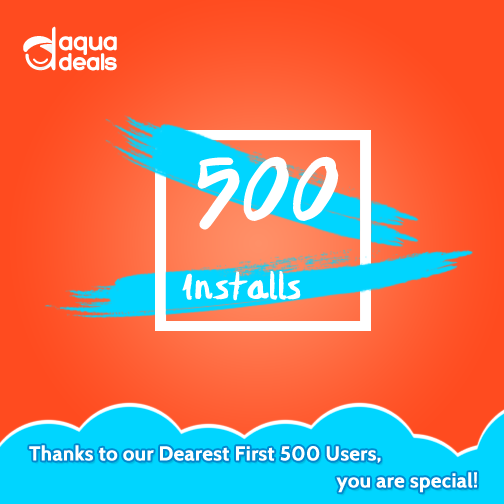 aqua
deals
500
Installs
Thanks to our Dearest First 500 Users,
you are special!